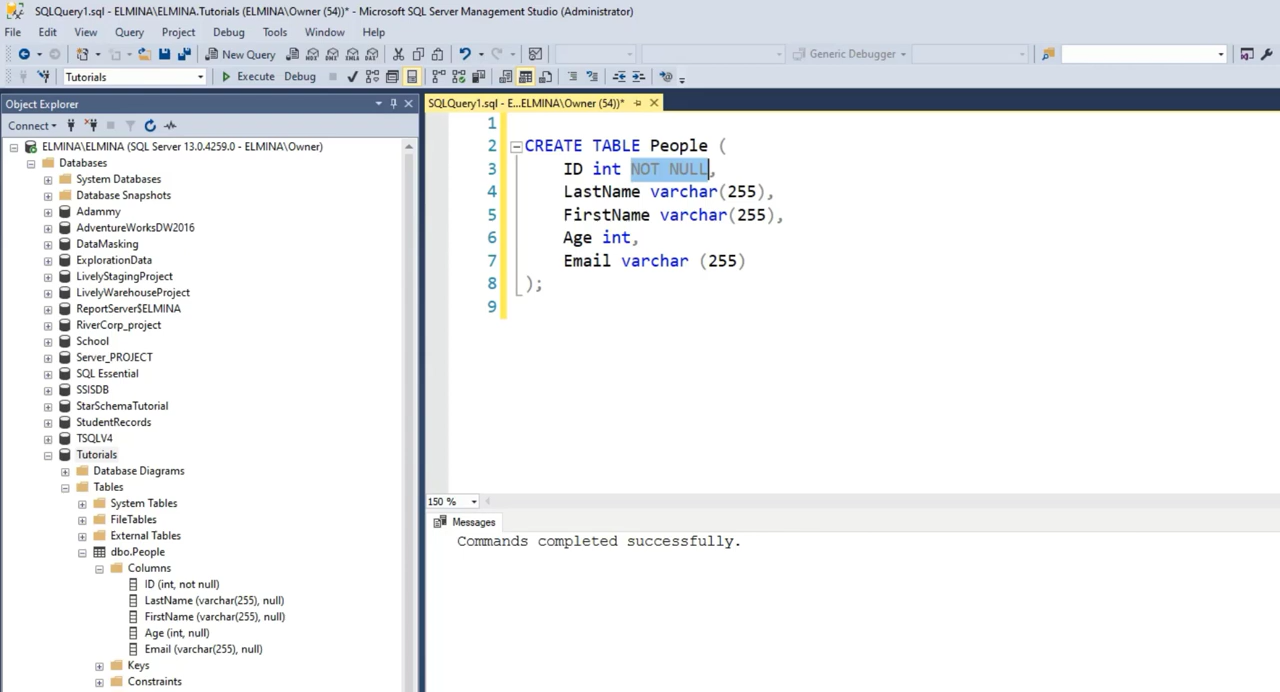 SQLQuery1.sql - ELMINA\ELMINA.Tutorials (ELMINA\Owner (54))* - Microsoft SQL Server Management Studio (Administrator)
File Edit View Query Project Debug Tools Window Help
New Query Generic Debugger
Tutorials Execute Debug
Object Explorer
Connect
ELMINA\ELMINA (SQL Server 13.0.4259.0 - ELMINA\Owner)
Databases
System Databases
Database Snapshots
Adammy
AdventureWorksDW2016
DataMasking
ExplorationData
LivelyStagingProject
LivelyWarehouseProject
ReportServer$ELMINA
RiverCorp_project
School
Server_PROJECT
SQL Essential
SSISDB
StarSchemaTutorial
StudentRecords
TSQLV4
Tutorials
Database Diagrams
Tables
System Tables
FileTables
External Tables
dbo.People
Columns
ID (int, not null)
LastName (varchar(255), null)
FirstName (varchar(255), null)
Age (int, null)
Email (varchar(255), null)
Keys
Constraints
SQLQuery1.sql - E...ELMINA\Owner (54))*
1
2 CREATE TABLE People (
3 ID int NOT NULL,
4 LastName varchar(255),
5 FirstName varchar(255),
6 Age int,
7 Email varchar (255)
8 );
9
150 %
Messages
Commands completed successfully.